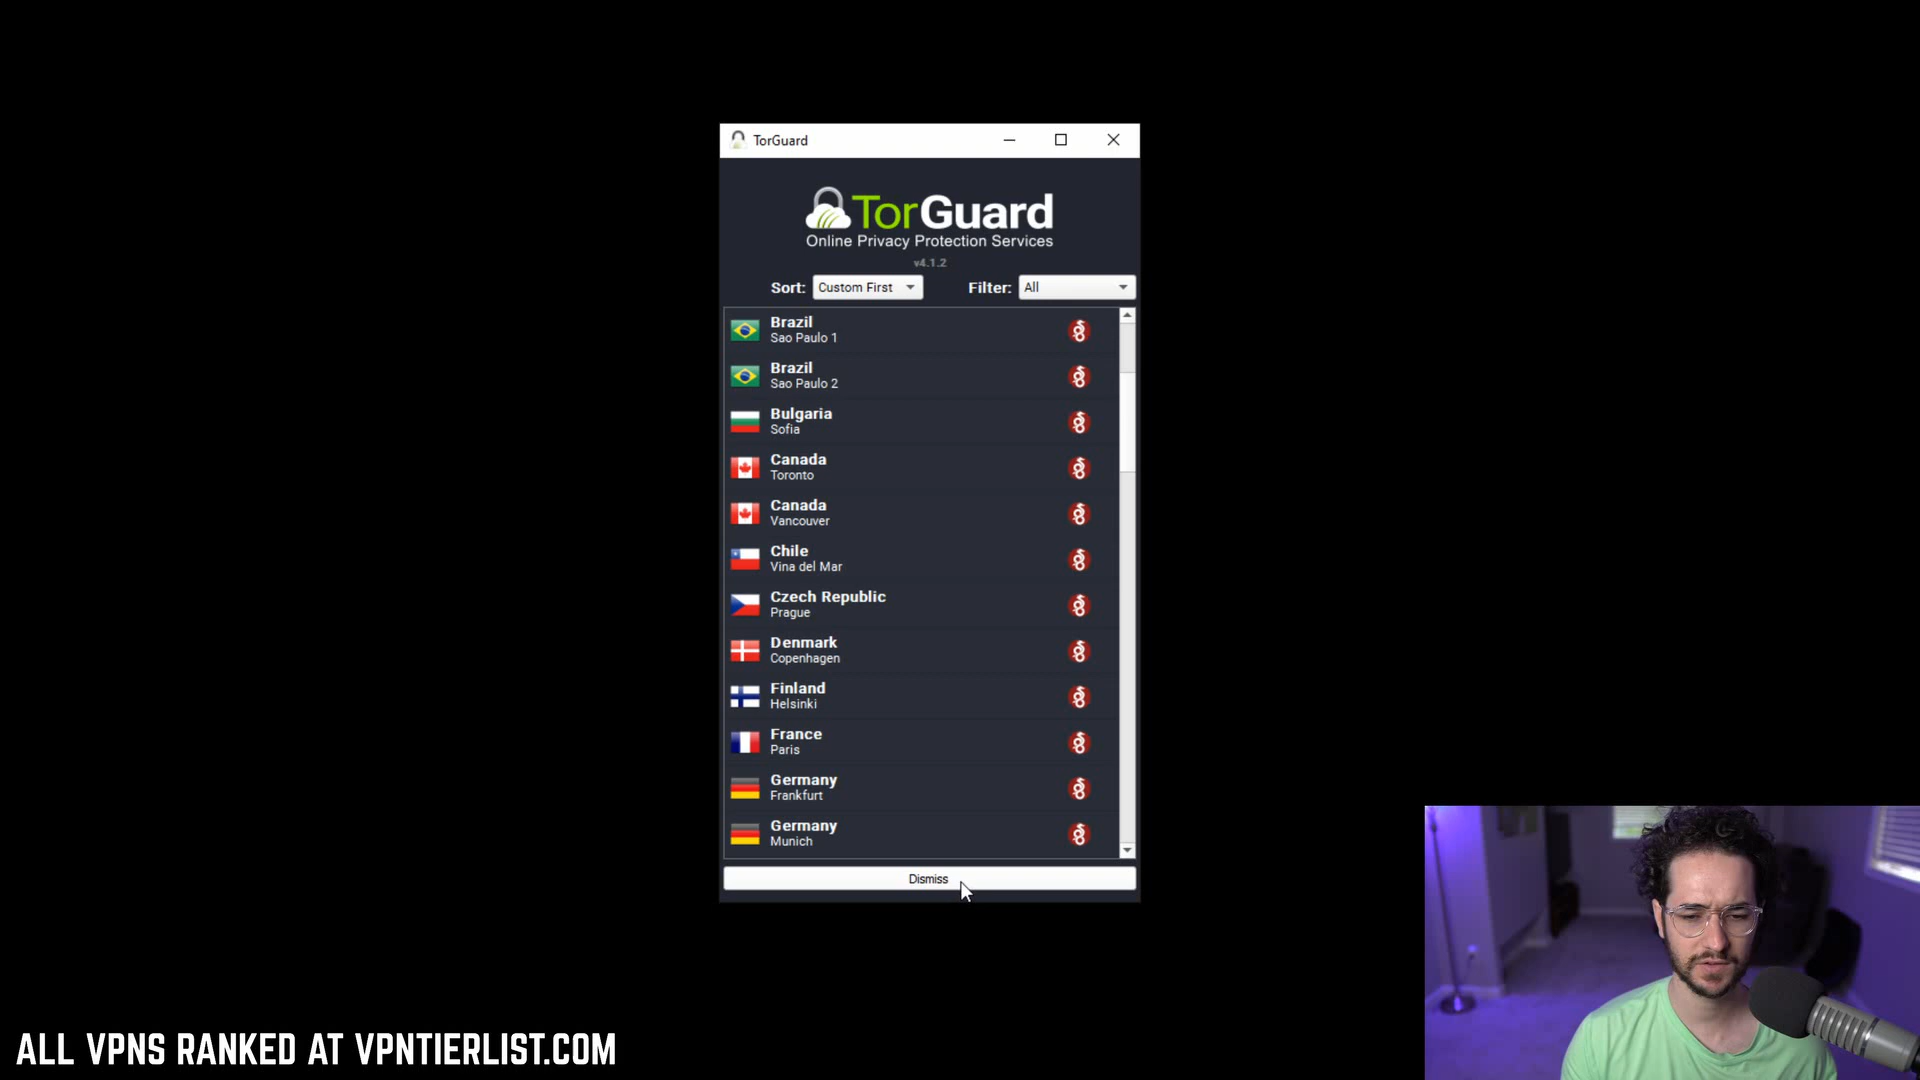 TorGuard
TorGuard
Online Privacy Protection Services
v4.1.2
Sort: Custom First Filter: All
Brazil
Sao Paulo 1
Brazil
Sao Paulo 2
Bulgaria
Sofia
Canada
Toronto
Canada
Vancouver
Chile
Vina del Mar
Czech Republic
Prague
Denmark
Copenhagen
Finland
Helsinki
France
Paris
Germany
Frankfurt
Germany
Munich
Dismiss
ALL VPNS RANKED AT VPNTIERLIST.COM